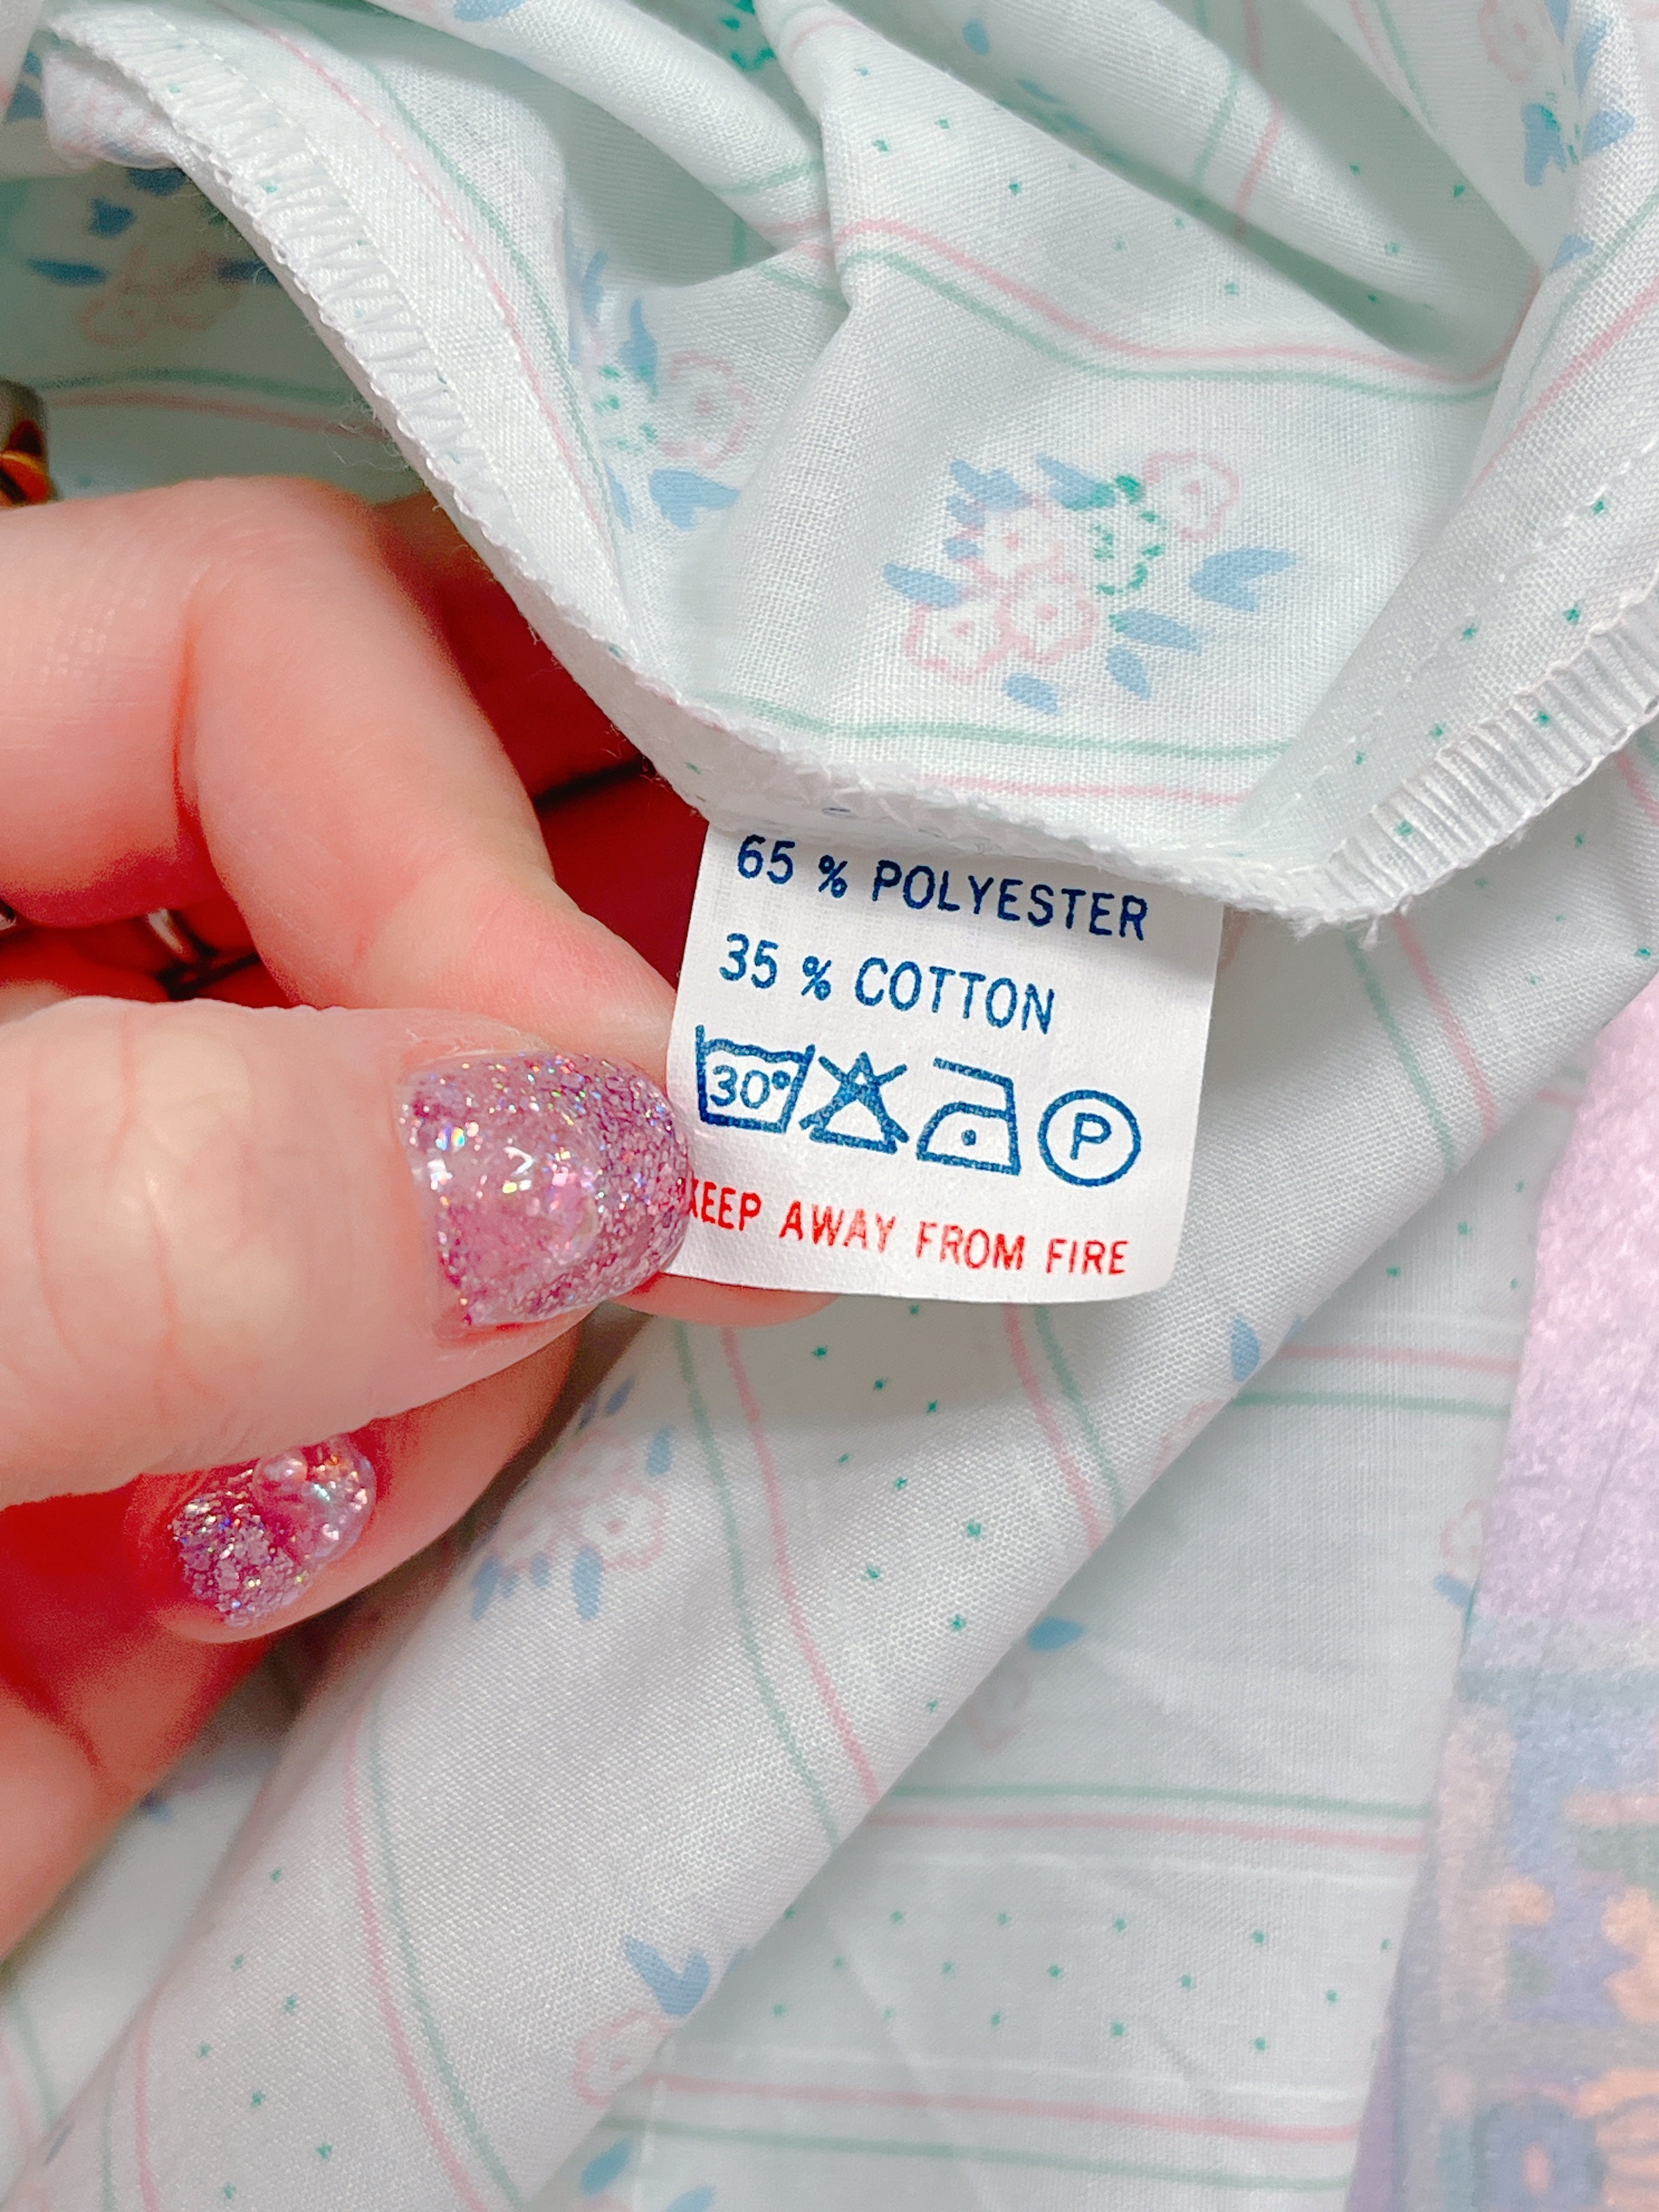 65 % POLYESTER
35 % COTTON
30° P
KEEP AWAY FROM FIRE